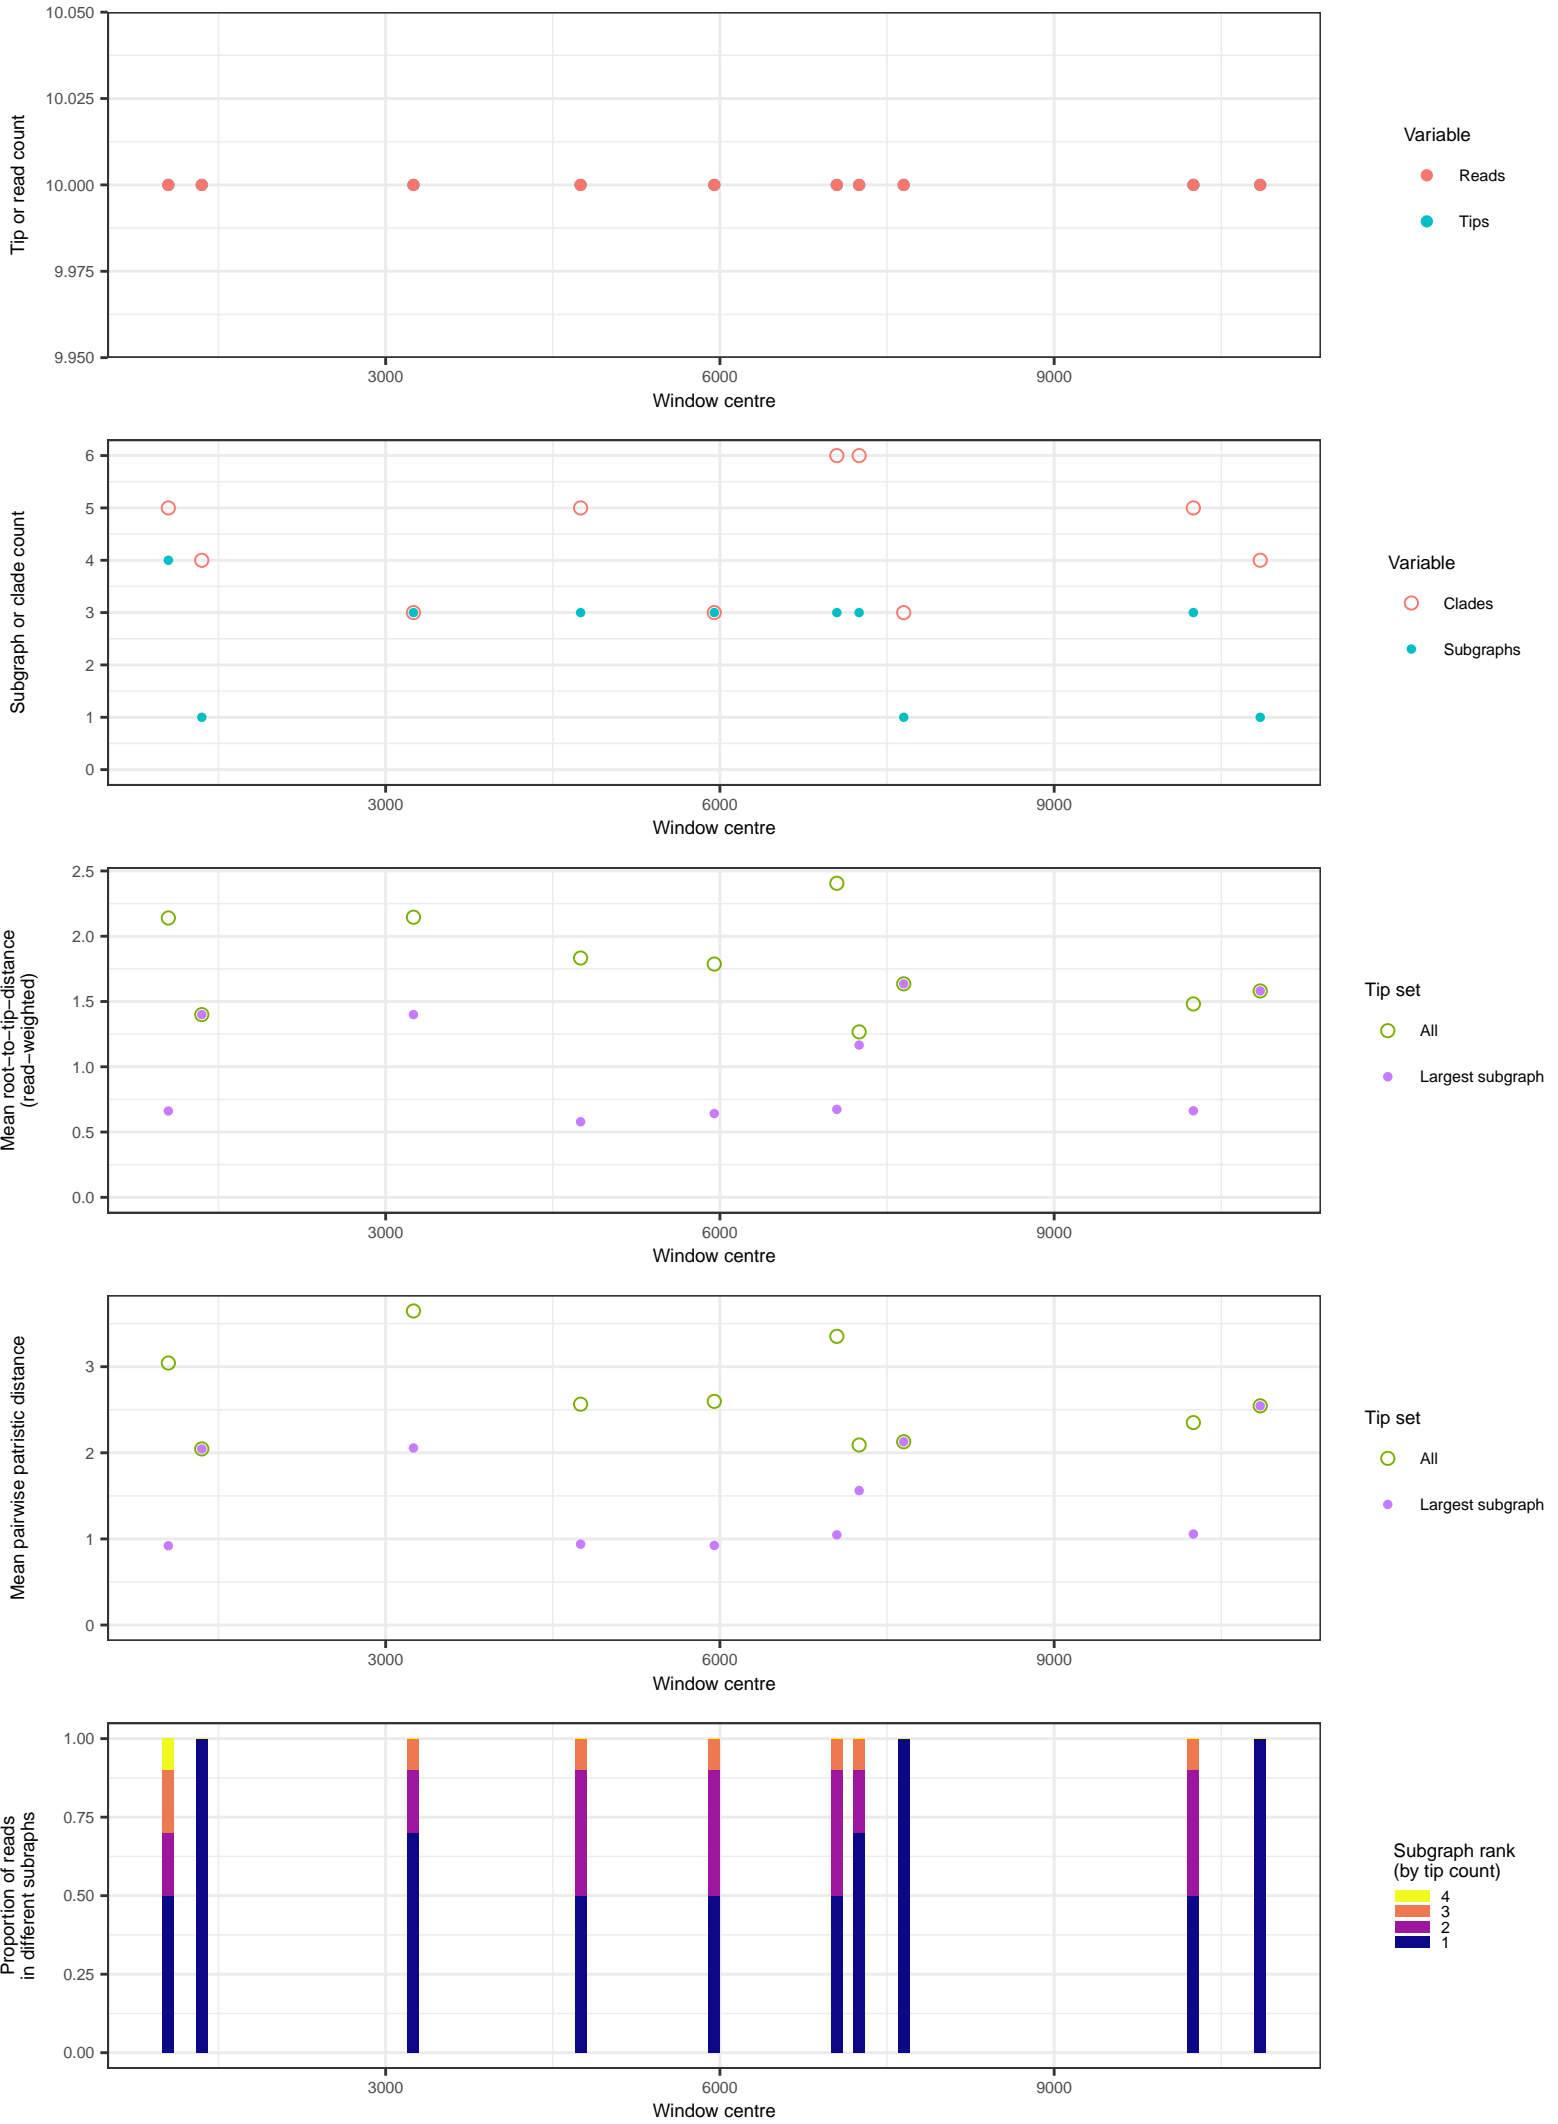 10.050
10.025
10.000
9.975
9.950
Tip or read count
3000 6000 9000
Window centre
Variable
Reads
Tips
6
5
4
3
2
1
0
Subgraph or clade count
3000 6000 9000
Window centre
Variable
Clades
Subgraphs
2.5
2.0
1.5
1.0
0.5
0.0
Mean root−to−tip−distance
(read−weighted)
3000 6000 9000
Window centre
Tip set
All
Largest subgraph
3
2
1
0
Mean pairwise patristic distance
3000 6000 9000
Window centre
Tip set
All
Largest subgraph
1.00
0.75
0.50
0.25
0.00
Proportion of reads
in different subraphs
3000 6000 9000
Window centre
Subgraph rank
(by tip count)
4
3
2
1